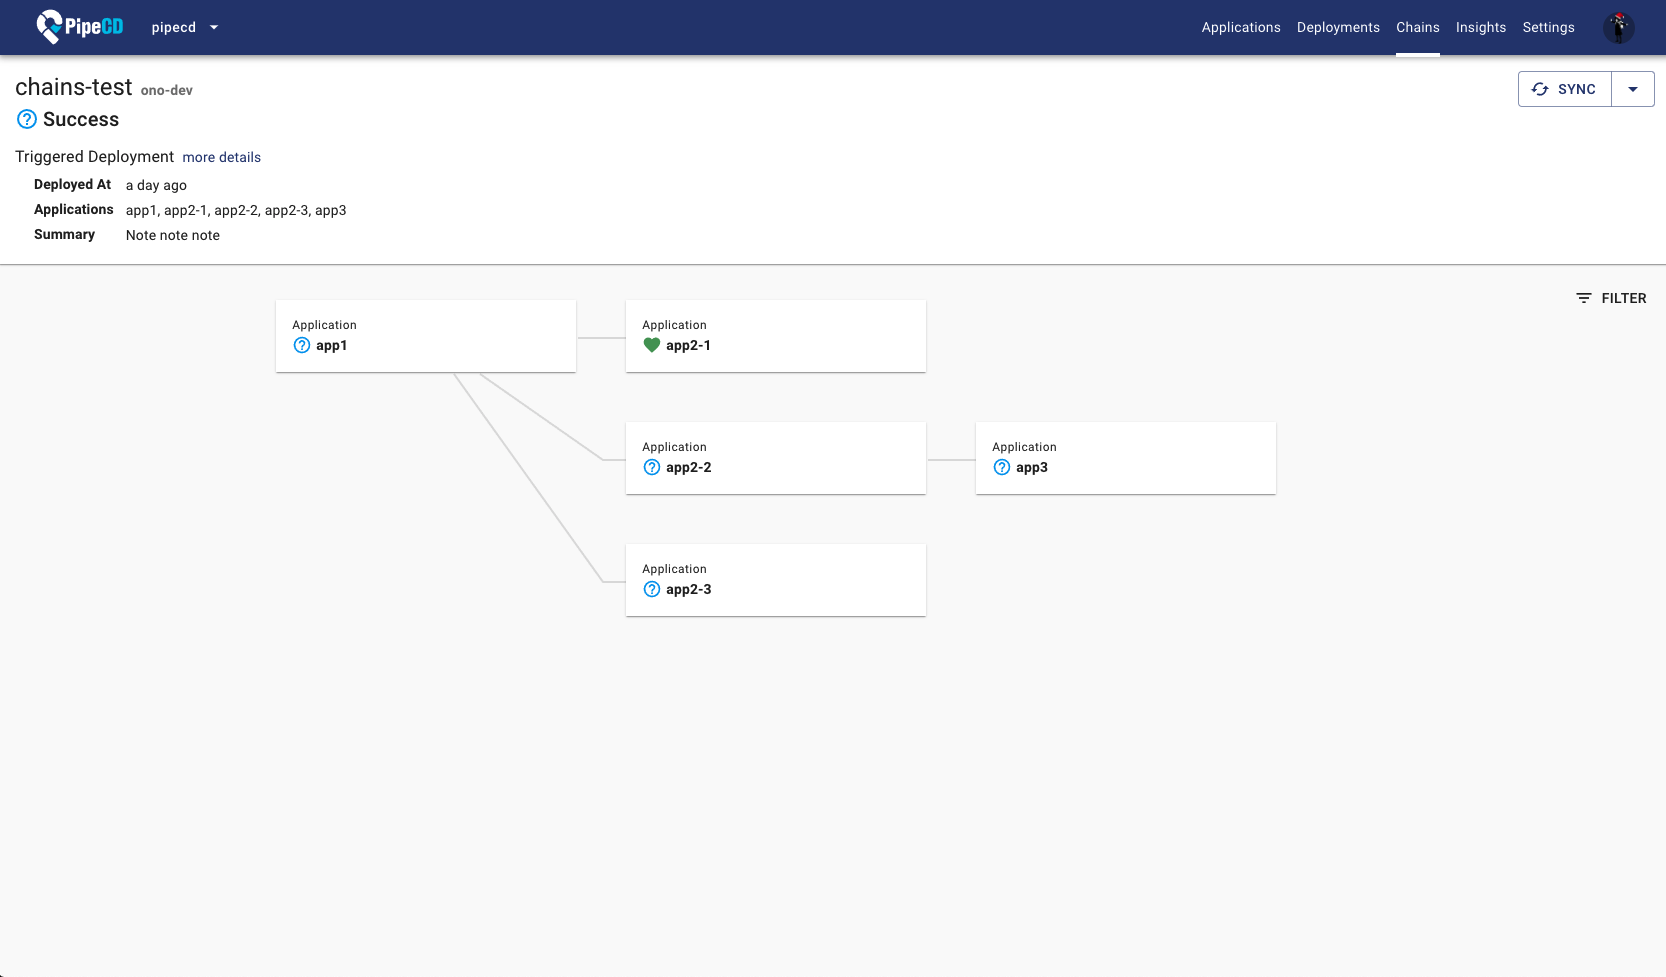 PipeCD pipecd Applications Deployments Chains Insights Settings
chains-test ono-dev
SYNC
Success
Triggered Deployment more details
Deployed At a day ago
Applications app1, app2-1, app2-2, app2-3, app3
Summary Note note note
FILTER
Application
app1
Application
app2-1
Application
app2-2
Application
app3
Application
app2-3